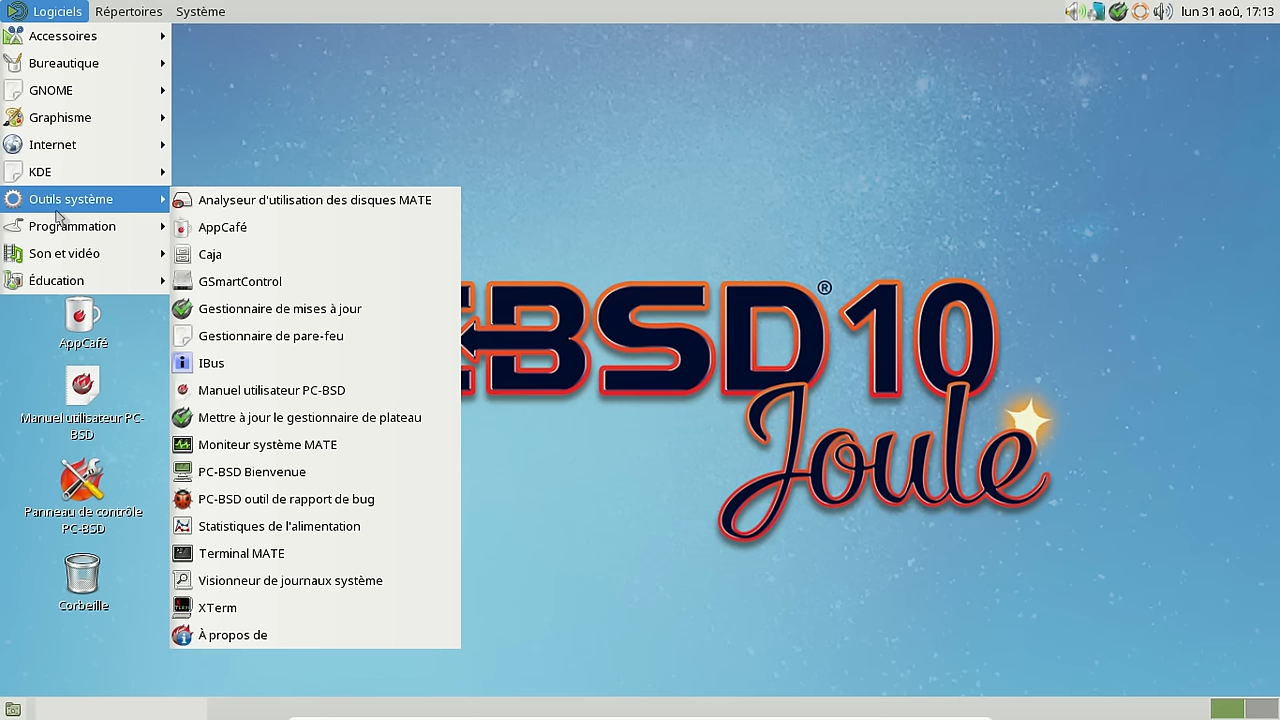 Logiciels Répertoires Système lun 31 aoû, 17:13
Accessoires
Bureautique
GNOME
Graphisme
Internet
KDE
Outils système
Programmation
Son et vidéo
Éducation
Analyseur d'utilisation des disques MATE
AppCafé
Caja
GSmartControl
Gestionnaire de mises à jour
Gestionnaire de pare-feu
IBus
Manuel utilisateur PC-BSD
Mettre à jour le gestionnaire de plateau
Moniteur système MATE
PC-BSD Bienvenue
PC-BSD outil de rapport de bug
Statistiques de l'alimentation
Terminal MATE
Visionneur de journaux système
XTerm
À propos de
AppCafé
Manuel utilisateur PC-
BSD
Panneau de contrôle
PC-BSD
Corbeille
BSD®10
Joule